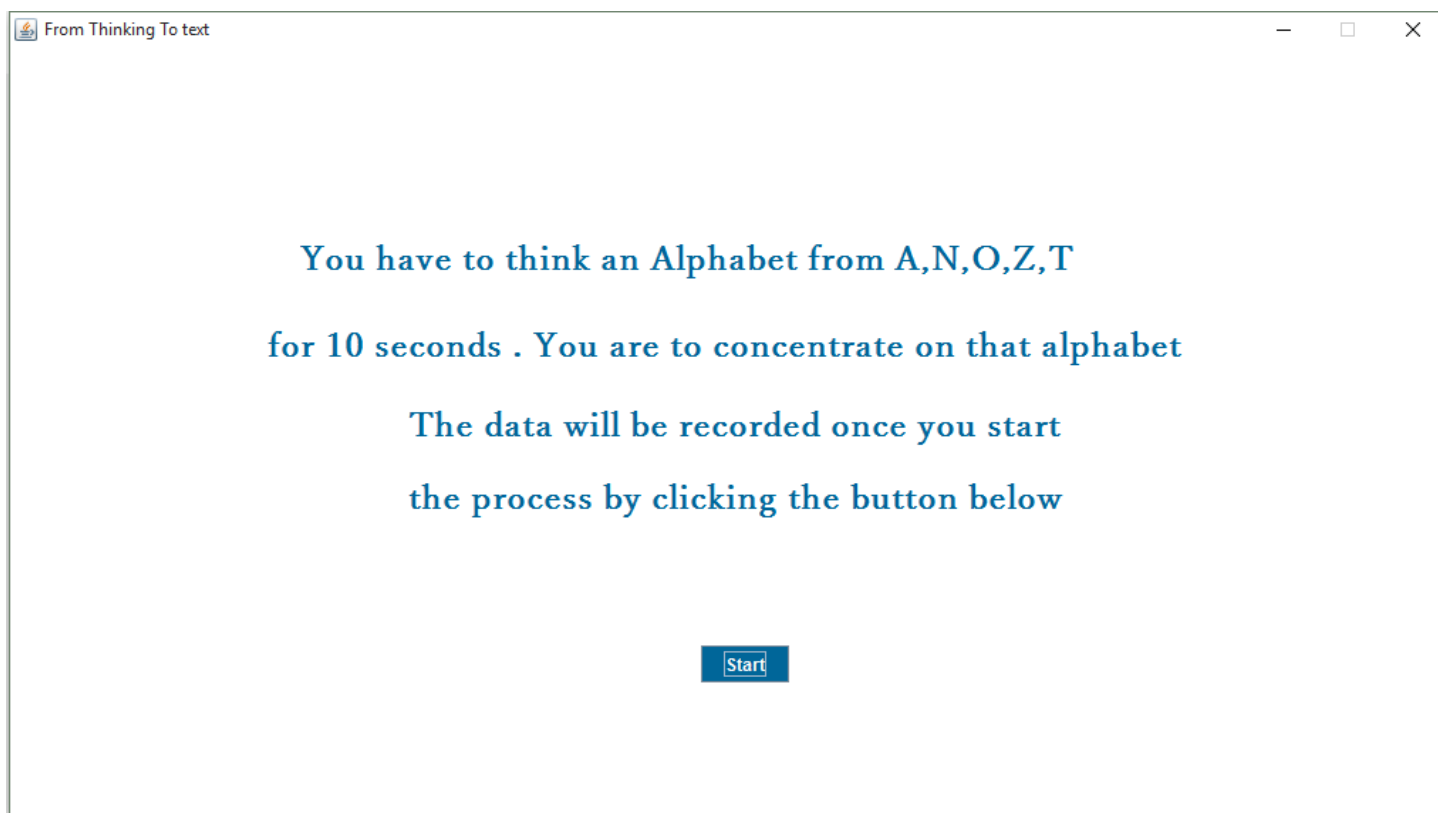 From Thinking To text
You have to think an Alphabet from A,N,O,Z,T
for 10 seconds . You are to concentrate on that alphabet
The data will be recorded once you start
the process by clicking the button below
Start